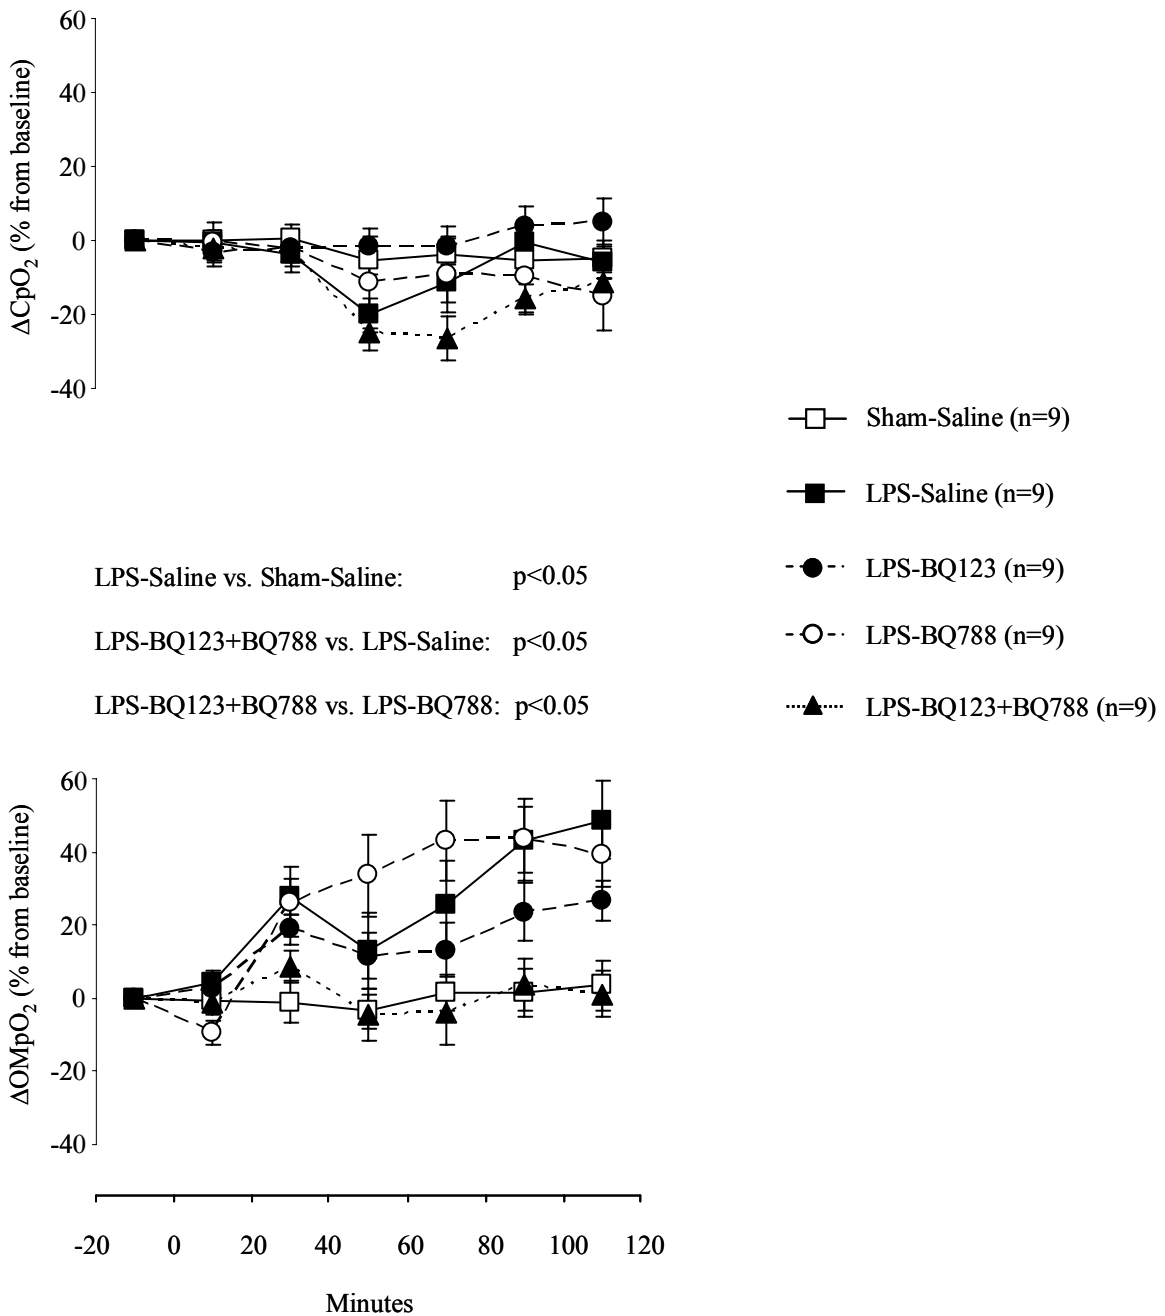 60
40
20
0
-20
-40
ΔCpO₂ (% from baseline)
Sham-Saline (n=9)
LPS-Saline (n=9)
LPS-BQ123 (n=9)
LPS-BQ788 (n=9)
LPS-BQ123+BQ788 (n=9)
LPS-Saline vs. Sham-Saline: p<0.05
LPS-BQ123+BQ788 vs. LPS-Saline: p<0.05
LPS-BQ123+BQ788 vs. LPS-BQ788: p<0.05
60
40
20
0
-20
-40
ΔOMpO₂ (% from baseline)
-20 0 20 40 60 80 100 120
Minutes